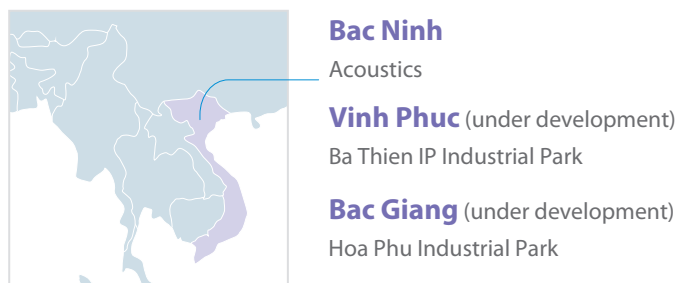 Bac Ninh
Acoustics
Vinh Phuc (under development)
Ba Thien IP Industrial Park
Bac Giang (under development)
Hoa Phu Industrial Park